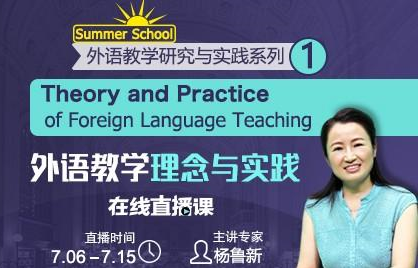 Summer School
外语教学研究与实践系列 1
Theory and Practice
of Foreign Language Teaching
外语教学理念与实践
在线直播课
直播时间
7.06 – 7.15
主讲专家
杨鲁新